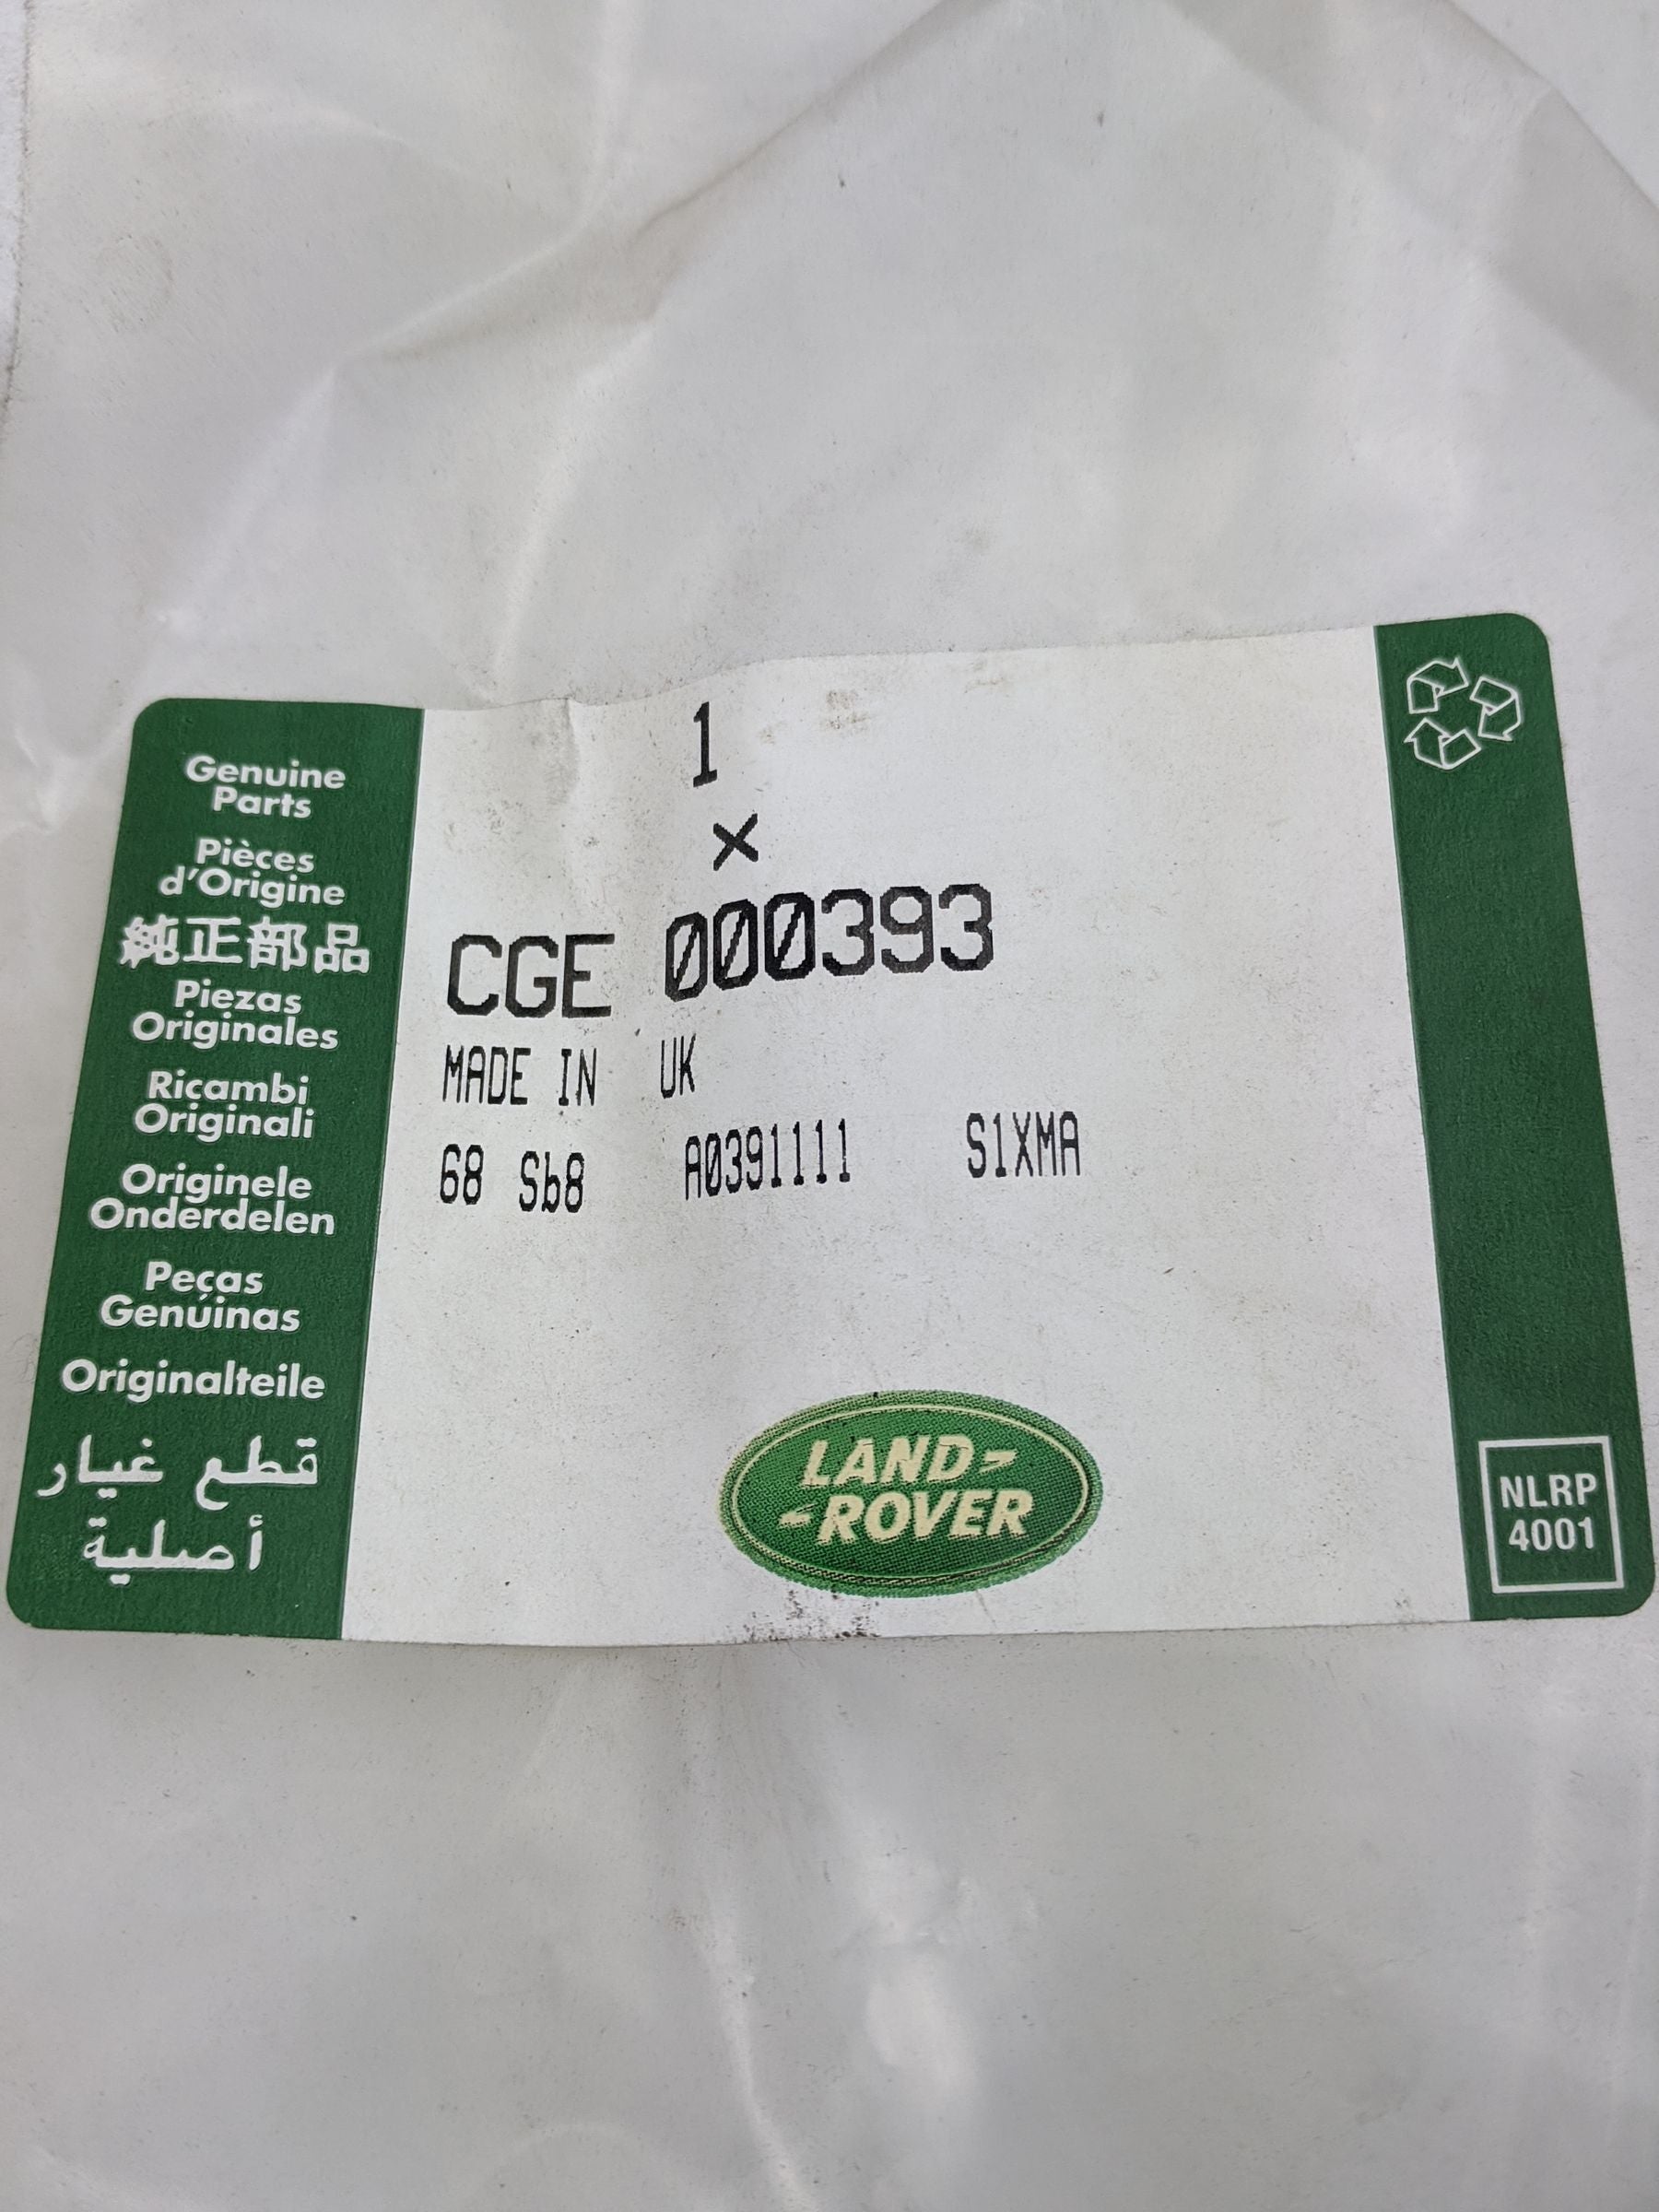 Genuine
Parts
Pièces
d'Origine
純正部品
Piezas
Originales
Ricambi
Originali
Originele
Onderdelen
Peças
Genúinas
Originalteile
قطع غيار
أصلية
1
×
CGE 000393
MADE IN UK
68 Sb8 A0391111 S1XMA
LAND-
-ROVER
NLRP
4001